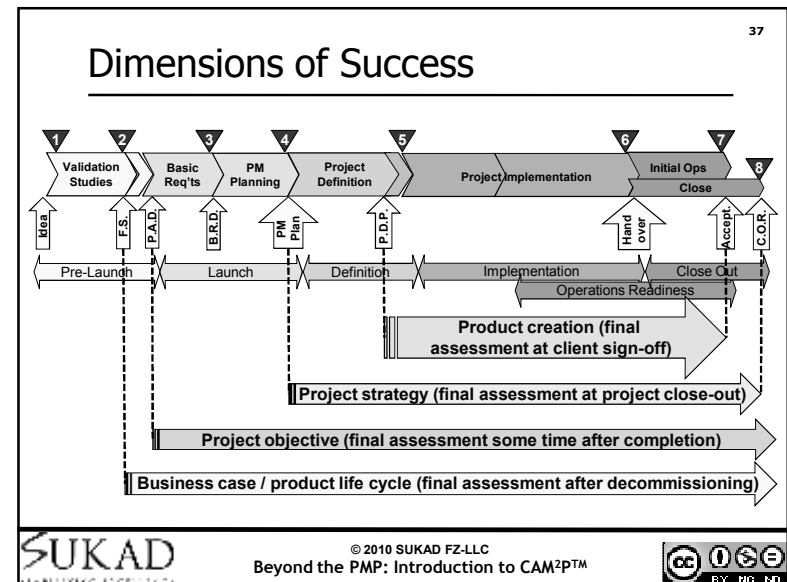 37
Dimensions of Success
1
2
3
4
5
6
7
8
Validation
Studies
Basic
Req'ts
PM
Planning
Project
Definition
Project Implementation
Initial Ops
Close
Idea
F.S.
P.A.D.
B.R.D.
PM
Plan
P.D.P.
Hand
over
Accept.
C.O.R.
Pre-Launch
Launch
Definition
Implementation
Close Out
Operations Readiness
Product creation (final
assessment at client sign-off)
Project strategy (final assessment at project close-out)
Project objective (final assessment some time after completion)
Business case / product life cycle (final assessment after decommissioning)
SUKAD
© 2010 SUKAD FZ-LLC
Beyond the PMP: Introduction to CAM²P™
cc
BY NC ND